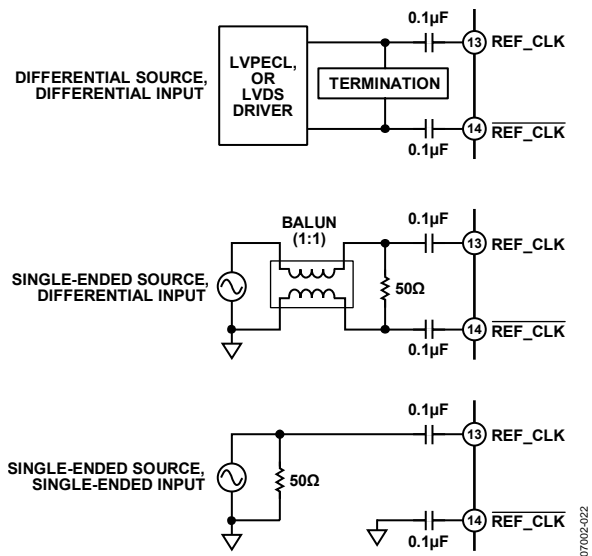 0.1µF
13 REF_CLK
LVPECL,
OR
LVDS
DRIVER
DIFFERENTIAL SOURCE,
DIFFERENTIAL INPUT
TERMINATION
14 REF_CLK
0.1µF
BALUN
(1:1)
0.1µF
13 REF_CLK
SINGLE-ENDED SOURCE,
DIFFERENTIAL INPUT
50Ω
14 REF_CLK
0.1µF
0.1µF
13 REF_CLK
SINGLE-ENDED SOURCE,
SINGLE-ENDED INPUT
50Ω
14 REF_CLK
0.1µF
07002-022